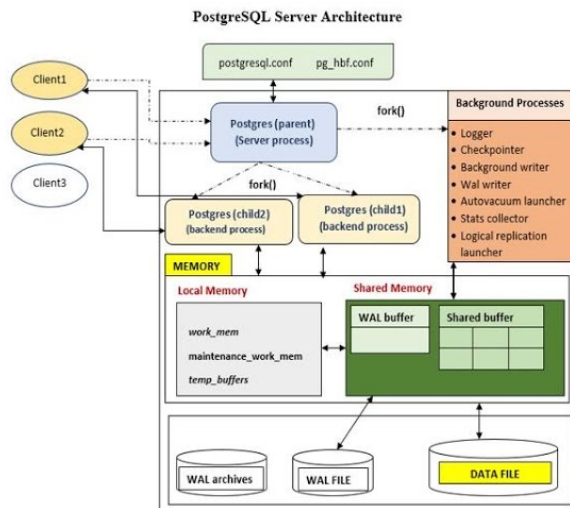 PostgreSQL Server Architecture
postgresql.conf pg_hbf.conf
Client1
Client2
Client3
Postgres (parent)
(Server process)
fork()
Background Processes
Logger
Checkpointer
Background writer
Wal writer
Autovacuum launcher
Stats collector
Logical replication
launcher
fork()
Postgres (child2)
(backend process)
Postgres (child1)
(backend process)
MEMORY
Local Memory
work_mem
maintenance_work_mem
temp_buffers
Shared Memory
WAL buffer
Shared buffer
WAL archives
WAL FILE
DATA FILE